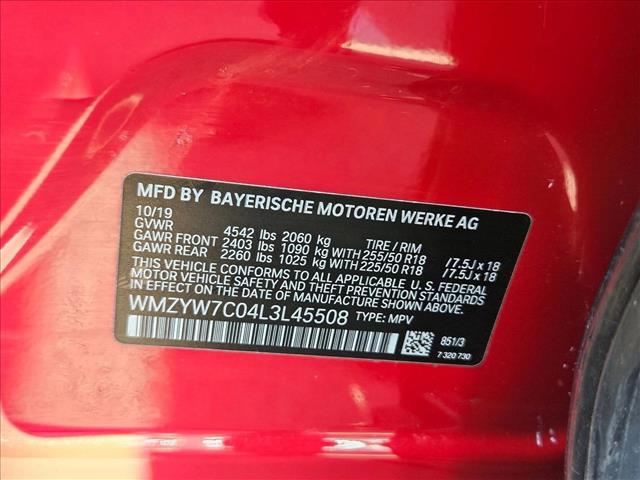 MFD BY BAYERISCHE MOTOREN WERKE AG
10/19
GVWR 4542 lbs 2060 kg TIRE / RIM
GAWR FRONT 2403 lbs 1090 kg WITH 255/50 R18 /7.5J x 18
GAWR REAR 2260 lbs 1025 kg WITH 225/50 R18 /7.5J x 18
THIS VEHICLE CONFORMS TO ALL APPLICABLE U.S. FEDERAL
MOTOR VEHICLE SAFETY, BUMPER, AND THEFT PREVENTION STANDARDS
IN EFFECT ON THE DATE OF MANUFACTURE SHOWN ABOVE.
WMZYW7C04L3L45508 TYPE: MPV
851/3
7 320 730